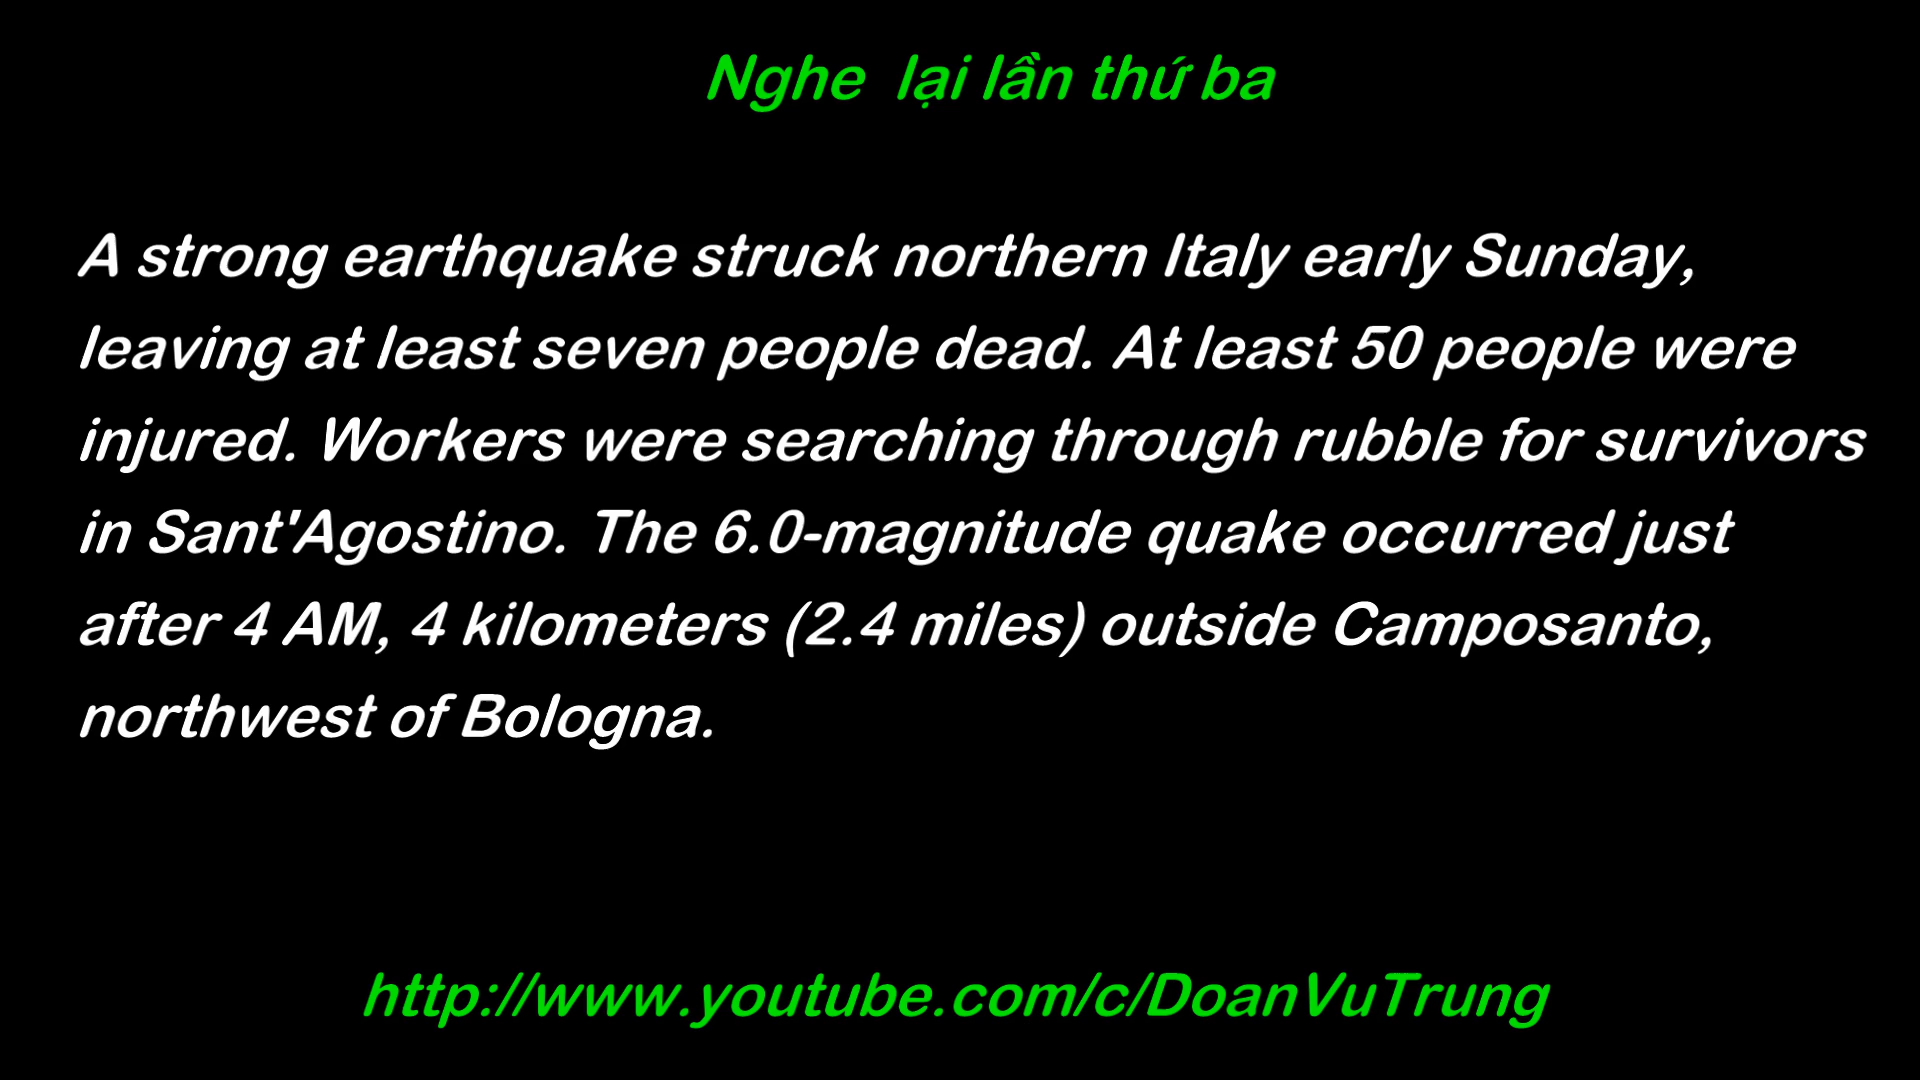 Nghe lại lần thứ ba
A strong earthquake struck northern Italy early Sunday,
leaving at least seven people dead. At least 50 people were
injured. Workers were searching through rubble for survivors
in Sant'Agostino. The 6.0-magnitude quake occurred just
after 4 AM, 4 kilometers (2.4 miles) outside Camposanto,
northwest of Bologna.
http://www.youtube.com/c/DoanVuTrung